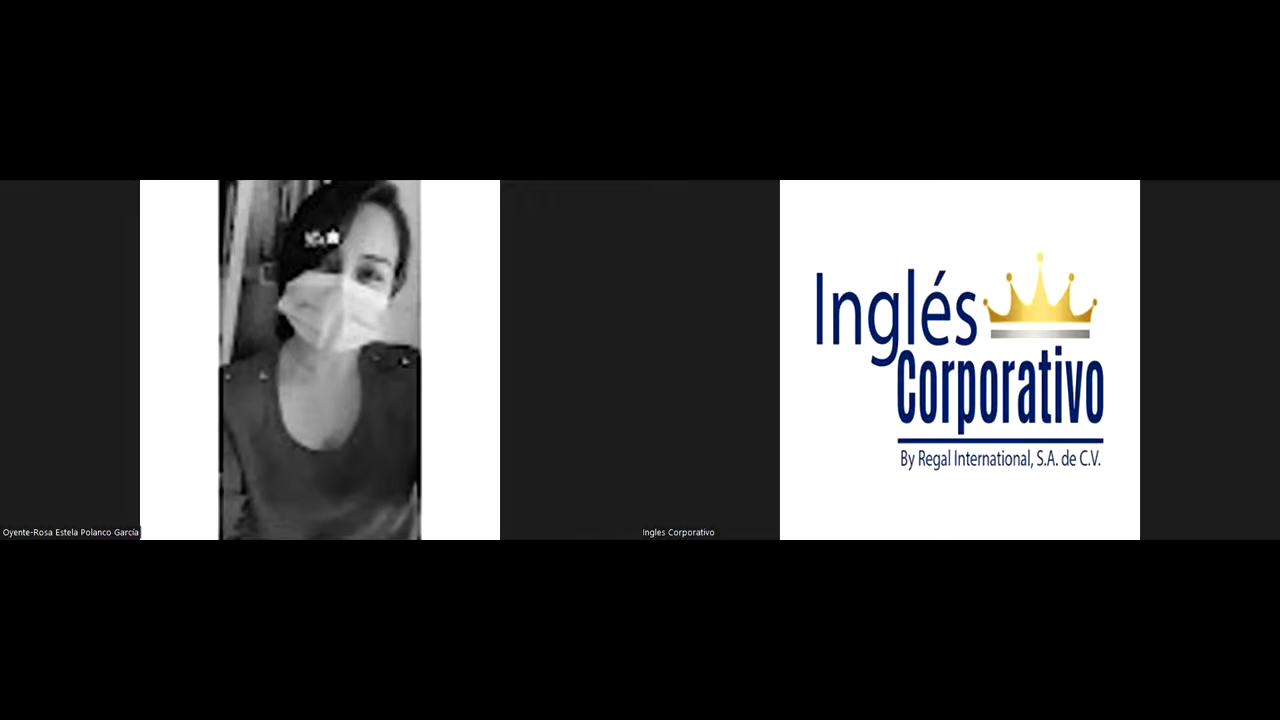 Oyente-Rosa Estela Polanco García
Inglés
Corporativo
By Regal International, S.A. de C.V.
Ingles Corporativo